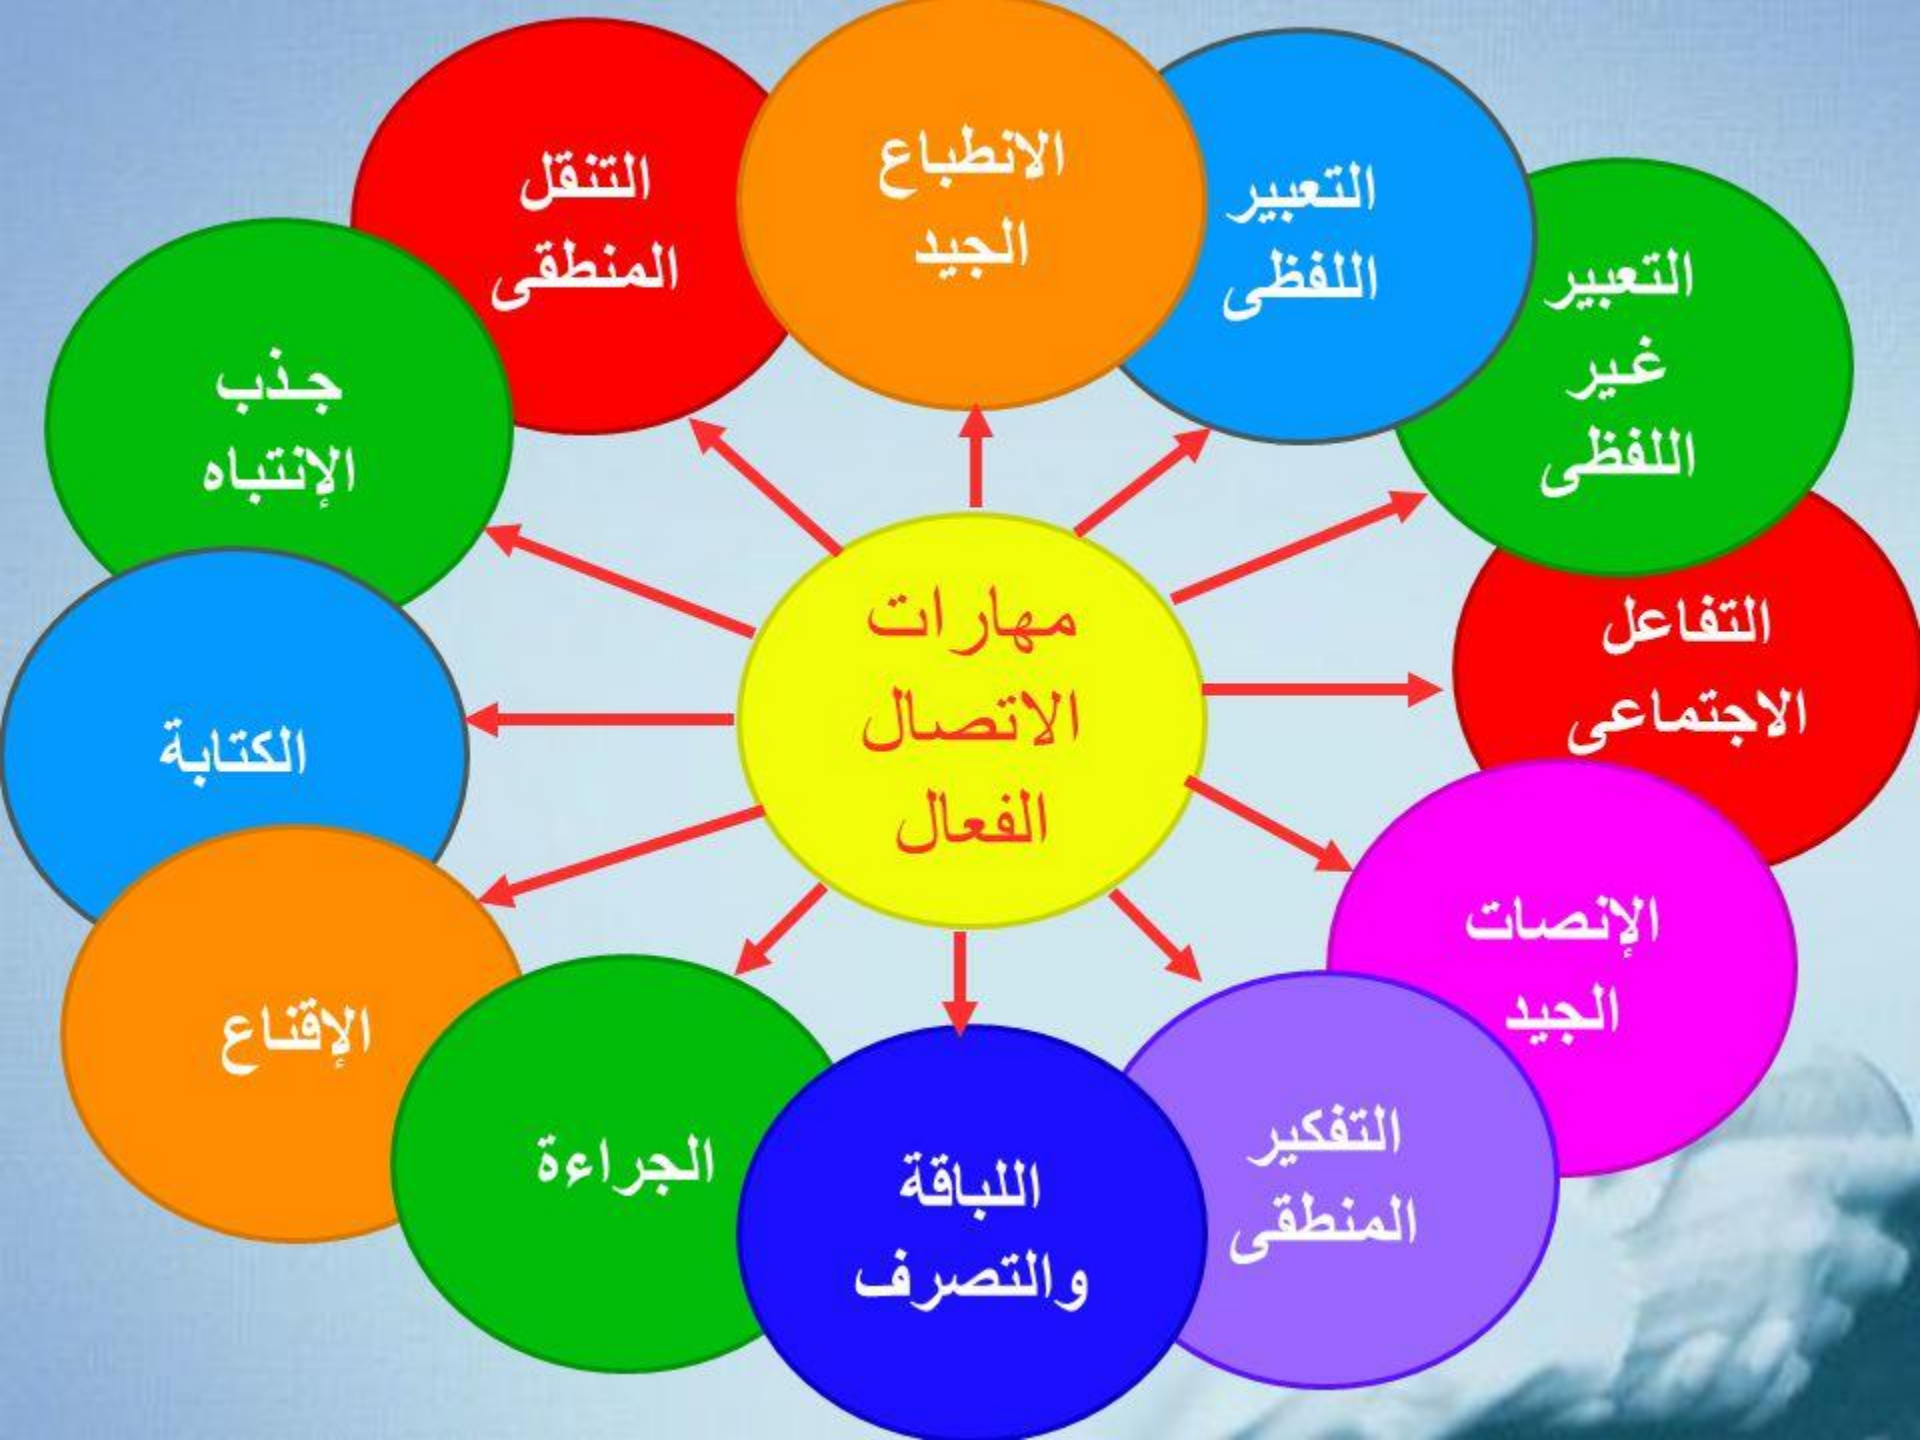 الانطباع
الجيد
التعبير
اللفظى
التعبير
غير
اللفظى
التفاعل
الاجتماعى
الإنصات
الجيد
التفكير
المنطقى
اللباقة
والتصرف
الجراءة
الإقناع
الكتابة
جذب
الإنتباه
التنقل
المنطقى
مهارات
الاتصال
الفعال